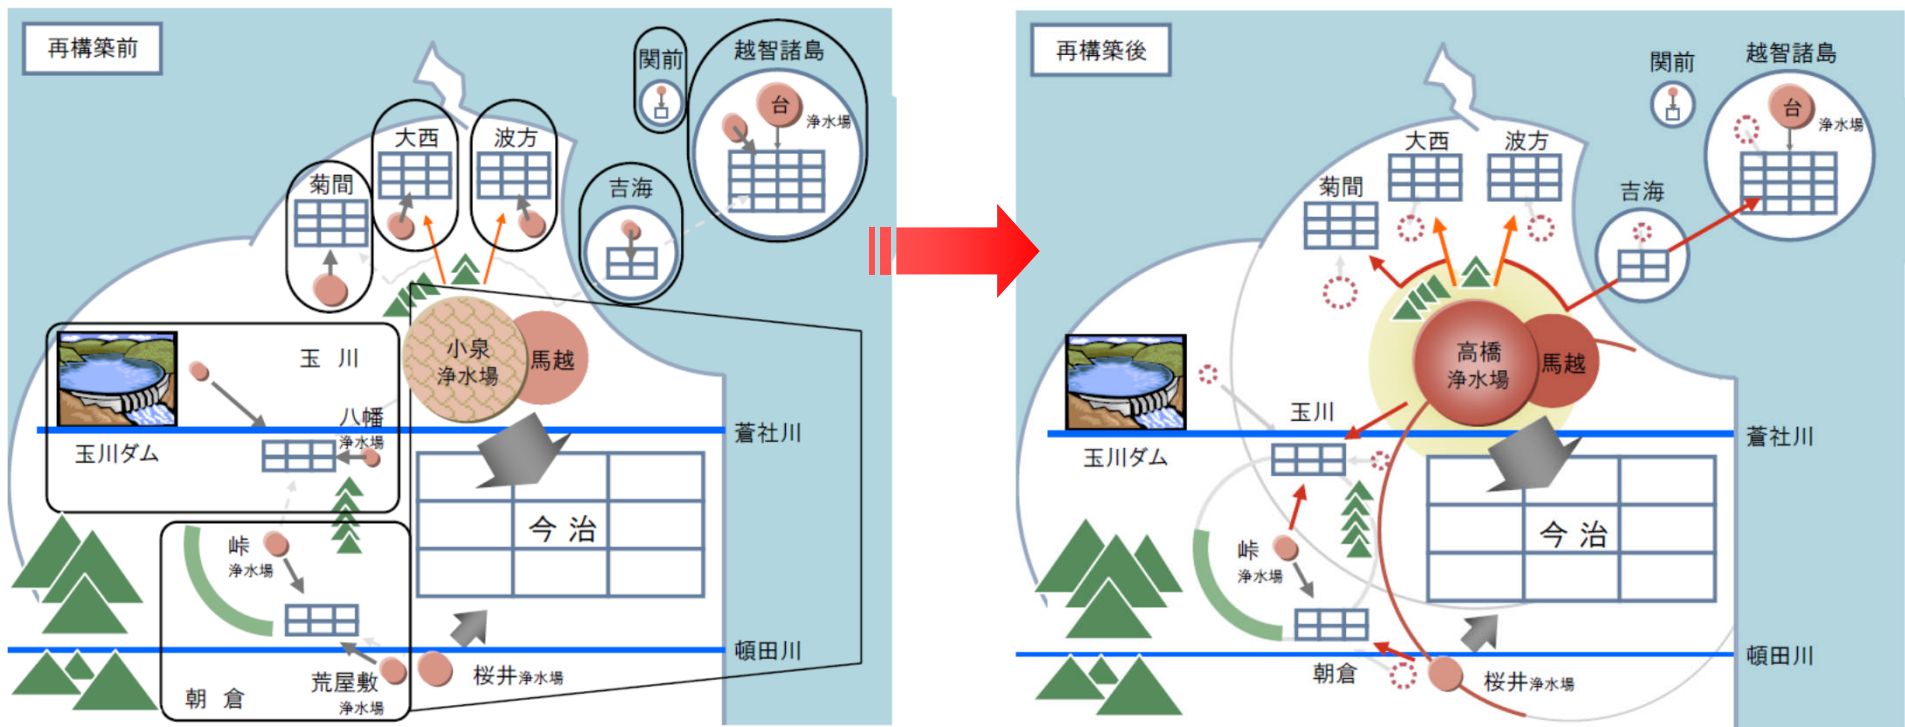 再構築前
関前
越智諸島
台
浄水場
大西
波方
菊間
吉海
小泉
浄水場
馬越
玉川
八幡
浄水場
玉川ダム
蒼社川
今治
峠
浄水場
頓田川
荒屋敷
浄水場
桜井浄水場
朝倉
再構築後
関前
越智諸島
台
浄水場
大西
波方
菊間
吉海
高橋
浄水場
馬越
玉川
玉川ダム
蒼社川
今治
峠
浄水場
頓田川
朝倉
桜井浄水場